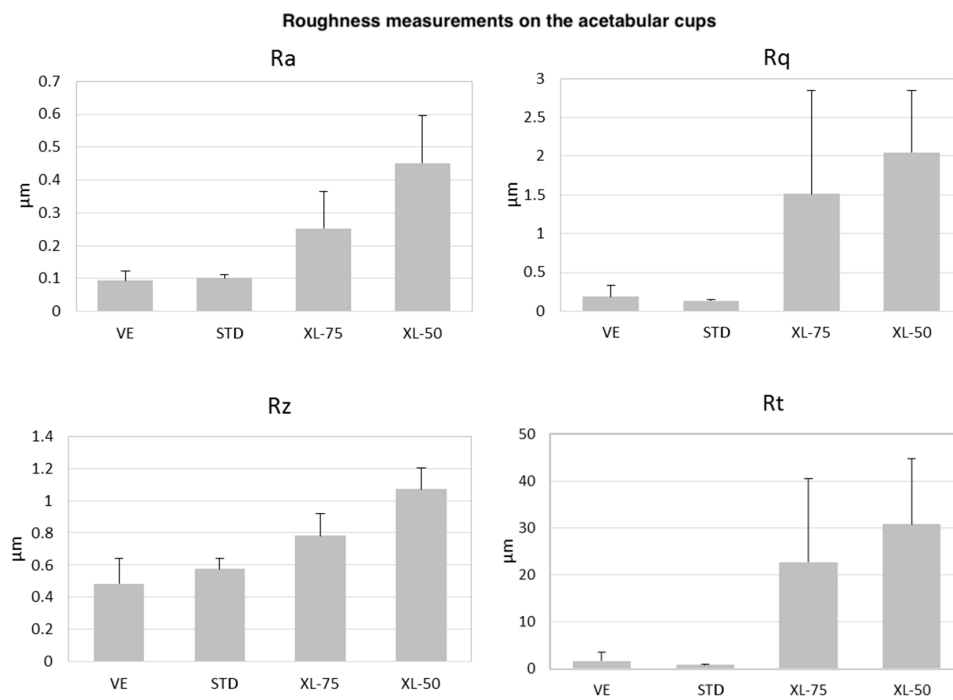 Roughness measurements on the acetabular cups
Ra
0.7
0.6
0.5
0.4
0.3
0.2
0.1
0
µm
VE STD XL-75 XL-50
Rq
3
2.5
2
1.5
1
0.5
0
µm
VE STD XL-75 XL-50
Rz
1.4
1.2
1
0.8
0.6
0.4
0.2
0
µm
VE STD XL-75 XL-50
Rt
50
40
30
20
10
0
µm
VE STD XL-75 XL-50